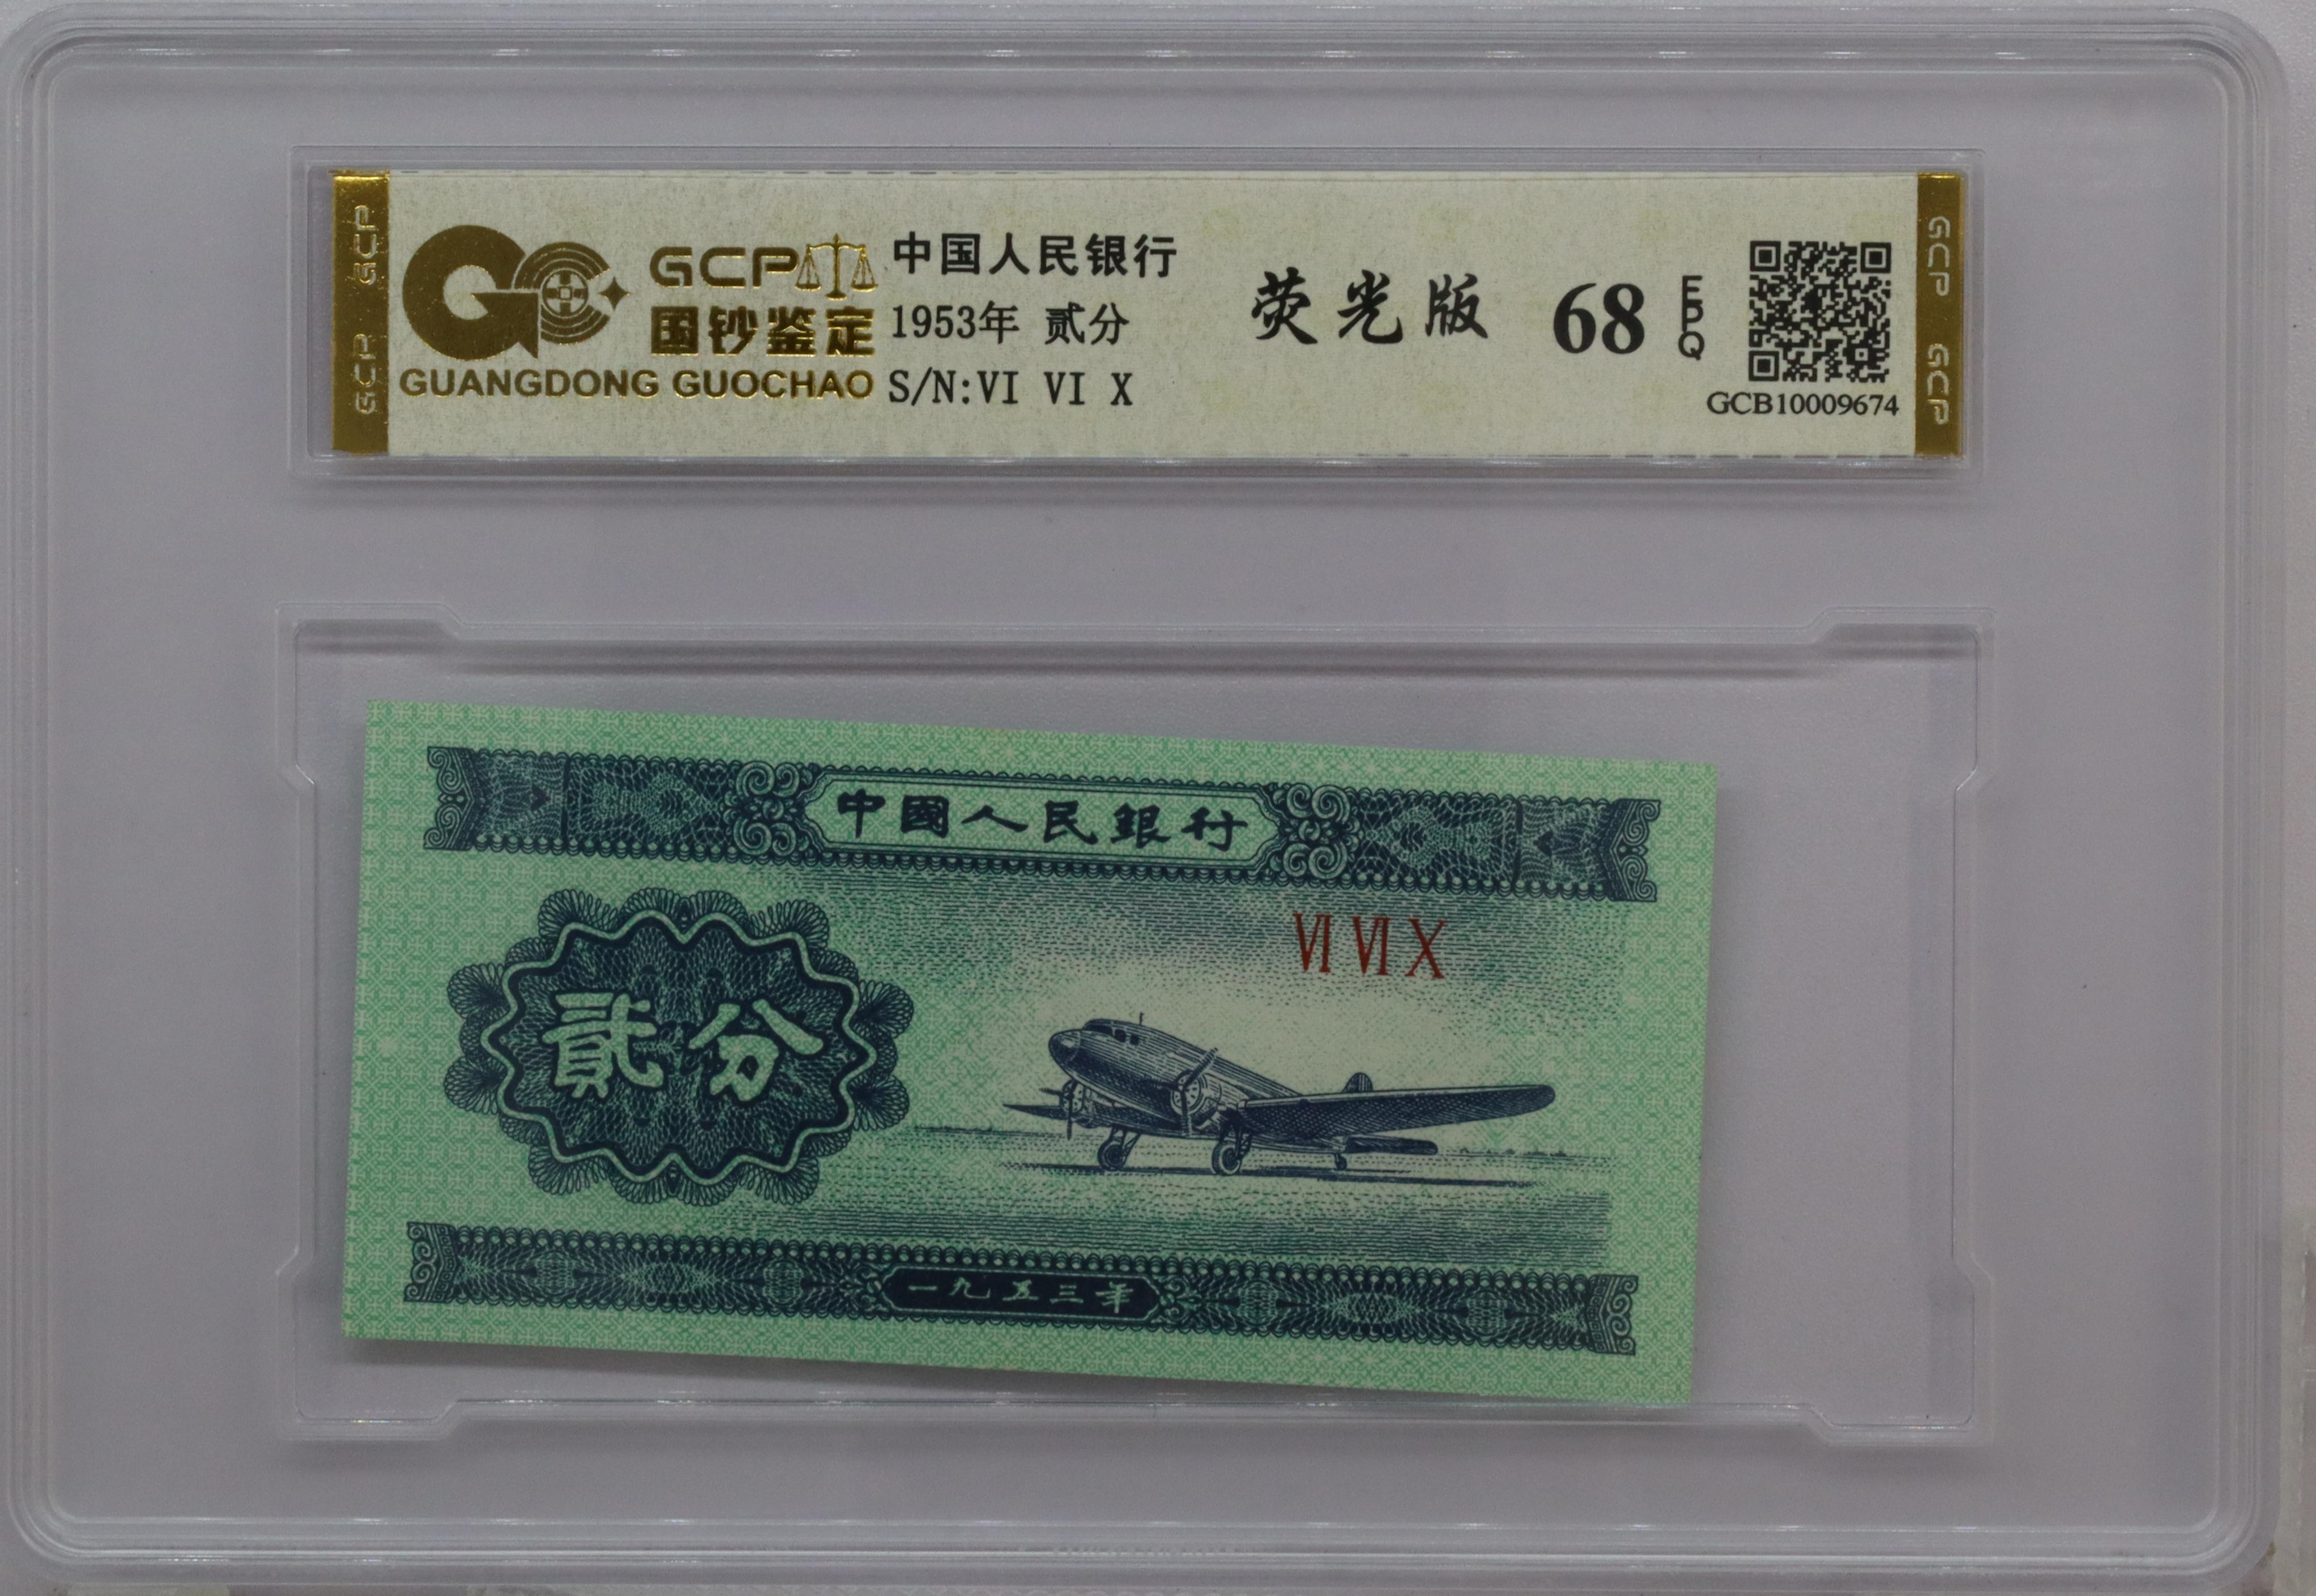 GCP GCP
GCP
国钞鉴定
GUANGDONG GUOCHAO
中国人民银行
1953年 贰分
S/N:VI VI X
荧光版
68
EPQ
GCB10009674
GCP GCP
中國人民銀行
VI VI X
貳分
一九五三年